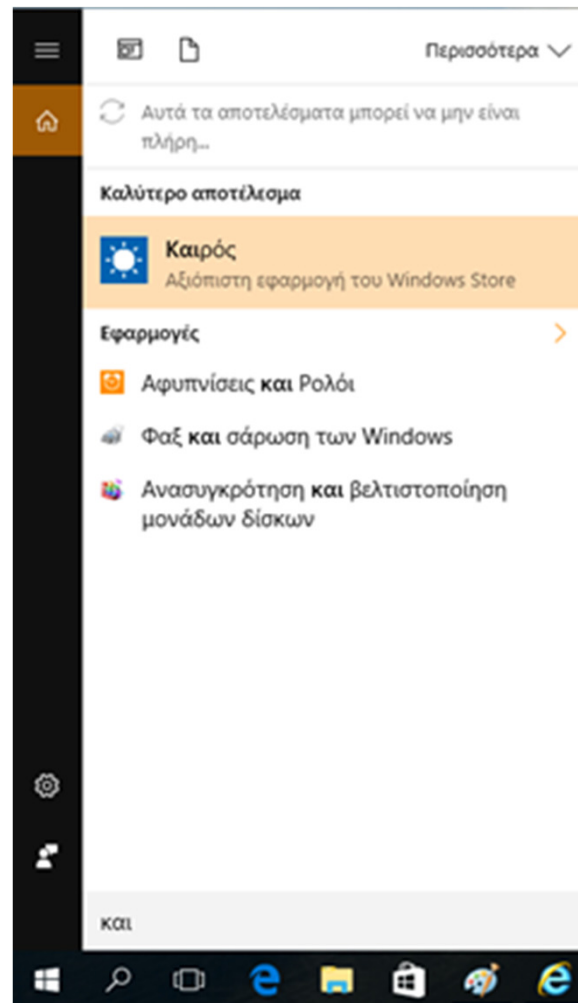 Περισσότερα
Αυτά τα αποτελέσματα μπορεί να μην είναι
πλήρη...
Καλύτερο αποτέλεσμα
Καιρός
Αξιόπιστη εφαρμογή του Windows Store
Εφαρμογές
Αφυπνίσεις και Ρολόι
Φαξ και σάρωση των Windows
Ανασυγκρότηση και βελτιστοποίηση
μονάδων δίσκων
και